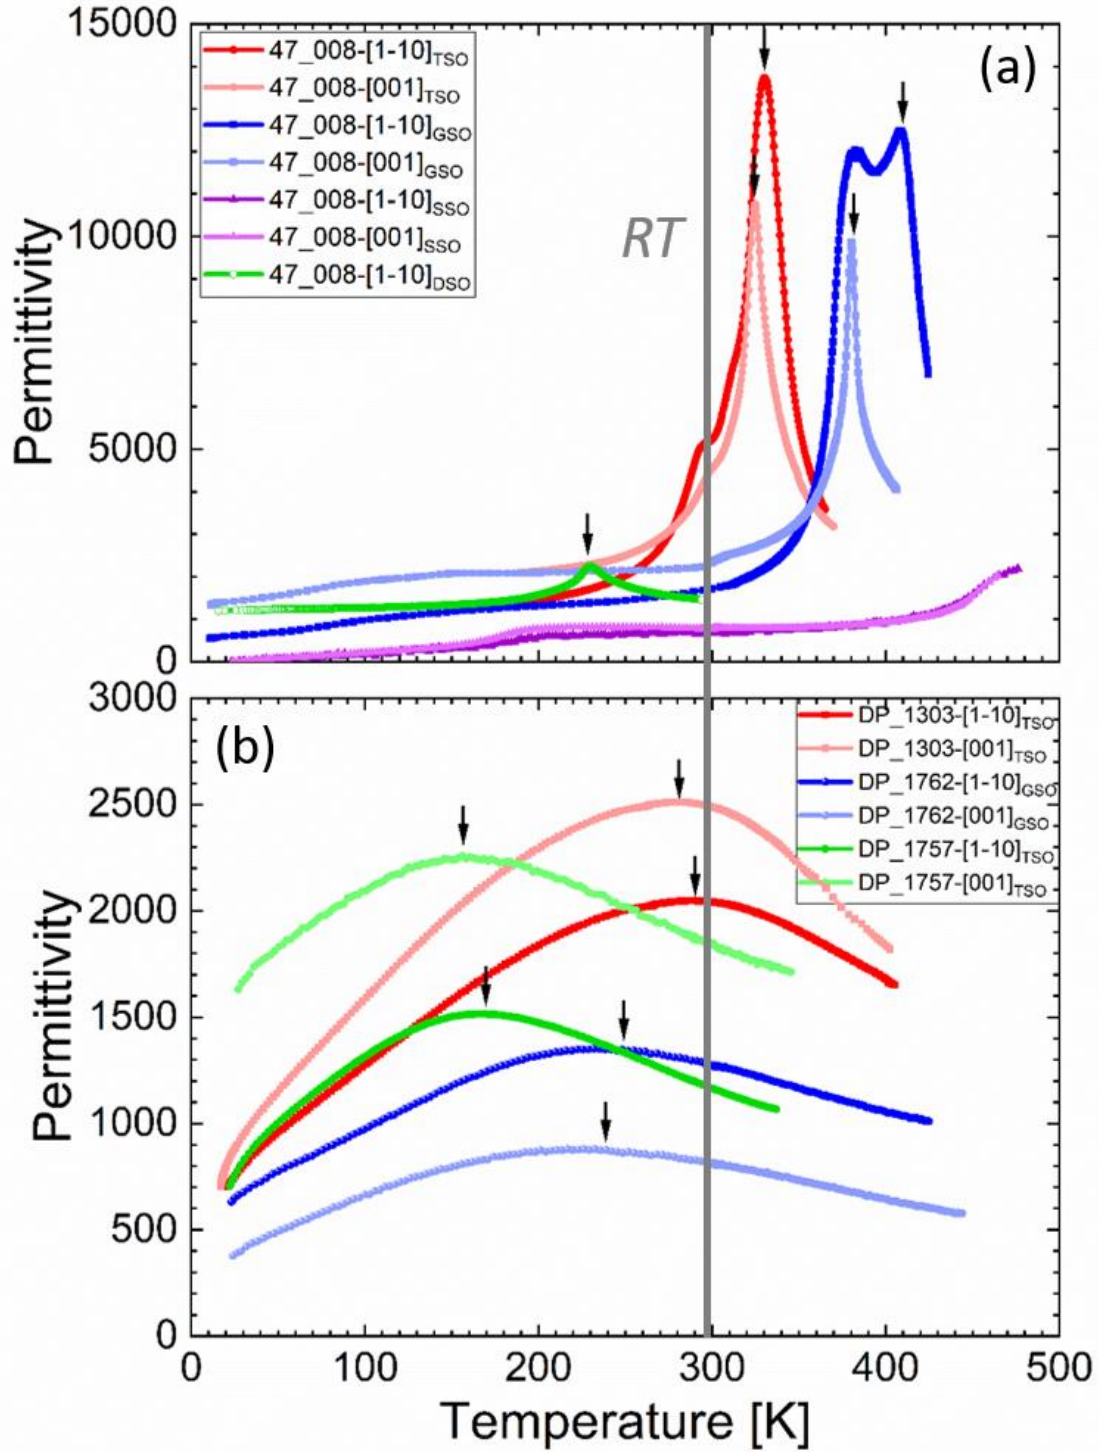 15000
(a)
47_008-[1-10]TSO
47_008-[001]TSO
47_008-[1-10]GSO
47_008-[001]GSO
47_008-[1-10]SSO
47_008-[001]SSO
47_008-[1-10]DSO
RT
10000
5000
0
Permittivity
3000
(b)
DP_1303-[1-10]TSO
DP_1303-[001]TSO
DP_1762-[1-10]GSO
DP_1762-[001]GSO
DP_1757-[1-10]TSO
DP_1757-[001]TSO
2500
2000
1500
1000
500
0
Permittivity
0 100 200 300 400 500
Temperature [K]